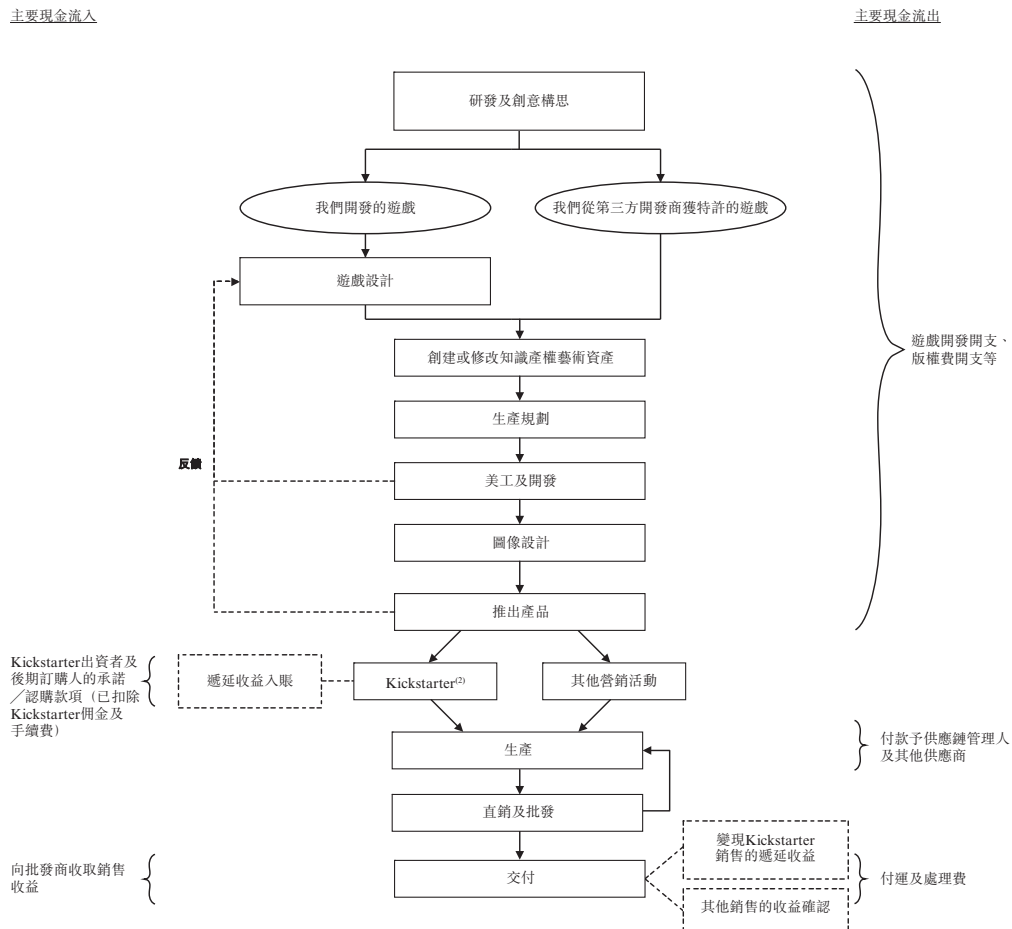 主要現金流入
主要現金流出
研發及創意構思
我們開發的遊戲
我們從第三方開發商獲特許的遊戲
遊戲設計
創建或修改知識產權藝術資產
遊戲開發開支、
版權費開支等
生產規劃
反饋
美工及開發
圖像設計
推出產品
Kickstarter出資者及
後期訂購人的承諾
／認購款項（已扣除
Kickstarter佣金及
手續費）
遞延收益入賬
Kickstarter(2)
其他營銷活動
生產
付款予供應鏈管理人
及其他供應商
直銷及批發
變現Kickstarter
銷售的遞延收益
向批發商收取銷售
收益
交付
付運及處理費
其他銷售的收益確認